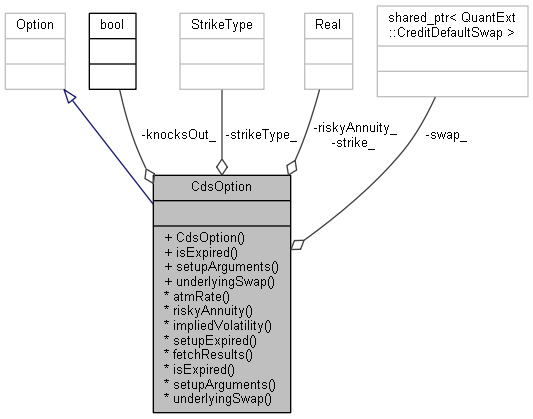 Option
bool
StrikeType
Real
shared_ptr< QuantExt
::CreditDefaultSwap >
-knocksOut_
-strikeType_
-riskyAnnuity_
-strike_
-swap_
CdsOption
+ CdsOption()
+ isExpired()
+ setupArguments()
+ underlyingSwap()
* atmRate()
* riskyAnnuity()
* impliedVolatility()
* setupExpired()
* fetchResults()
* isExpired()
* setupArguments()
* underlyingSwap()